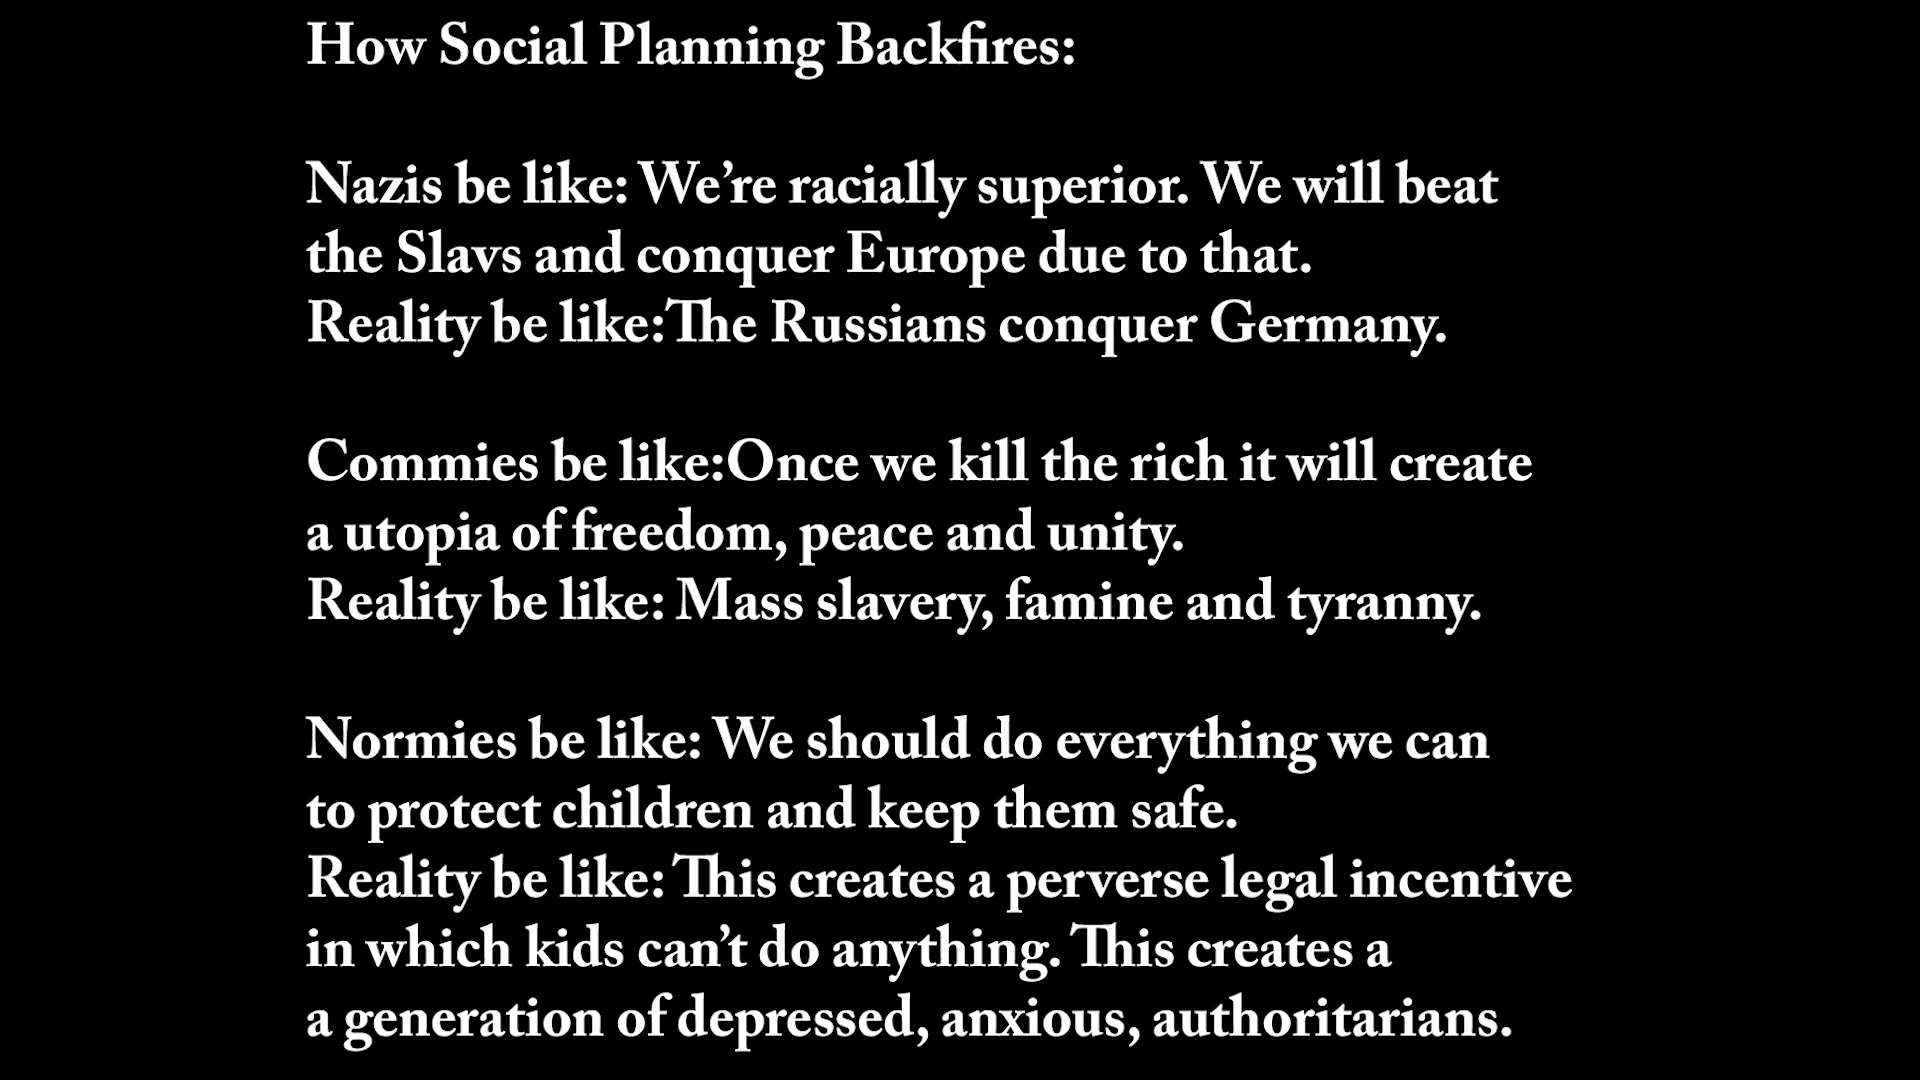 How Social Planning Backfires:
Nazis be like: We’re racially superior. We will beat
the Slavs and conquer Europe due to that.
Reality be like:The Russians conquer Germany.
Commies be like:Once we kill the rich it will create
a utopia of freedom, peace and unity.
Reality be like: Mass slavery, famine and tyranny.
Normies be like: We should do everything we can
to protect children and keep them safe.
Reality be like: This creates a perverse legal incentive
in which kids can’t do anything. This creates a
a generation of depressed, anxious, authoritarians.